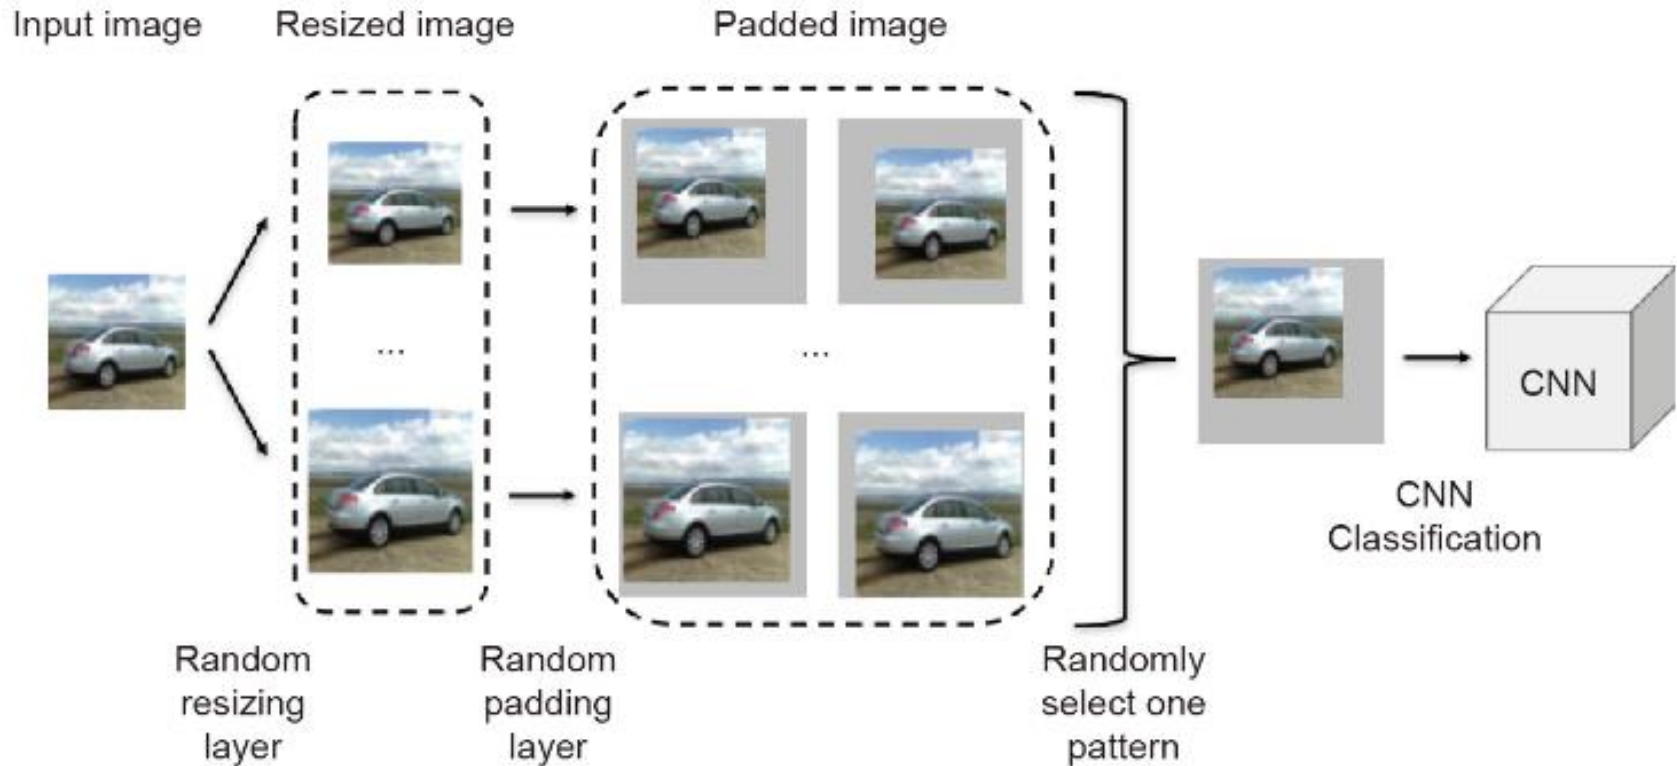 Input image
Resized image
Padded image
...
...
CNN
CNN
Classification
Random
resizing
layer
Random
padding
layer
Randomly
select one
pattern